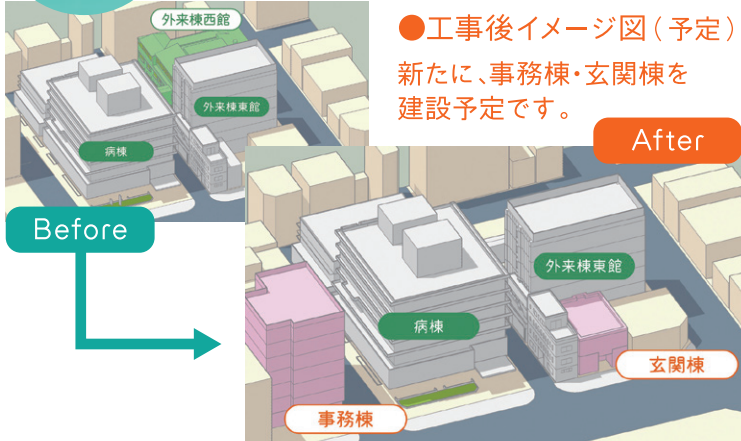 外来棟西館
外来棟東館
病棟
Before
●工事後イメージ図(予定)
新たに、事務棟・玄関棟を
建設予定です。
After
外来棟東館
病棟
玄関棟
事務棟